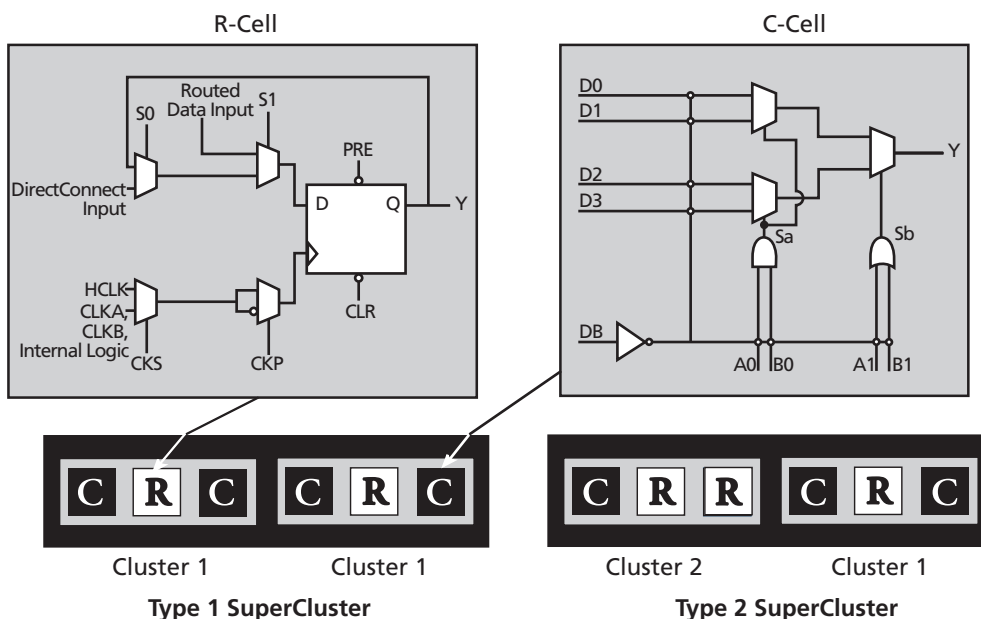 R-Cell
Routed
Data Input
S0
S1
PRE
DirectConnect
Input
D
Q
Y
HCLK
CLKA,
CLKB,
Internal Logic
CKS
CKP
CLR
C-Cell
D0
D1
D2
D3
Sa
Sb
Y
DB
A0
B0
A1
B1
C
R
C
C
R
C
Cluster 1
Cluster 1
Type 1 SuperCluster
C
R
R
C
R
C
Cluster 2
Cluster 1
Type 2 SuperCluster